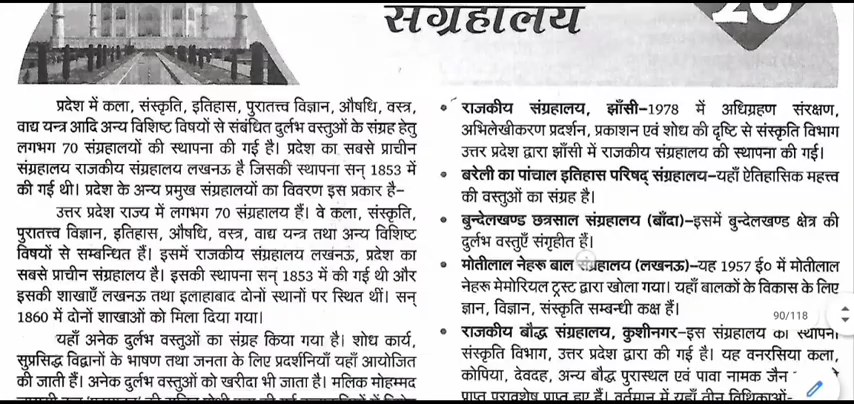 संग्रहालय
20
प्रदेश में कला, संस्कृति, इतिहास, पुरातत्त्व विज्ञान, औषधि, वस्त्र,
वाद्य यन्त्र आदि अन्य विशिष्ट विषयों से संबंधित दुर्लभ वस्तुओं के संग्रह हेतु
लगभग 70 संग्रहालयों की स्थापना की गई है। प्रदेश का सबसे प्राचीन
संग्रहालय राजकीय संग्रहालय लखनऊ है जिसकी स्थापना सन् 1853 में
की गई थी। प्रदेश के अन्य प्रमुख संग्रहालयों का विवरण इस प्रकार है–
उत्तर प्रदेश राज्य में लगभग 70 संग्रहालय हैं। वे कला, संस्कृति,
पुरातत्त्व विज्ञान, इतिहास, औषधि, वस्त्र, वाद्य यन्त्र तथा अन्य विशिष्ट
विषयों से सम्बन्धित हैं। इसमें राजकीय संग्रहालय लखनऊ, प्रदेश का
सबसे प्राचीन संग्रहालय है। इसकी स्थापना सन् 1853 में की गई थी और
इसकी शाखाएँ लखनऊ तथा इलाहाबाद दोनों स्थानों पर स्थित थीं। सन्
1860 में दोनों शाखाओं को मिला दिया गया।
यहाँ अनेक दुर्लभ वस्तुओं का संग्रह किया गया है। शोध कार्य,
सुप्रसिद्ध विद्वानों के भाषण तथा जनता के लिए प्रदर्शनियाँ यहाँ आयोजित
की जाती हैं। अनेक दुर्लभ वस्तुओं को खरीदा भी जाता है। मलिक मोहम्मद
• राजकीय संग्रहालय, झाँसी–1978 में अधिग्रहण संरक्षण,
अभिलेखीकरण प्रदर्शन, प्रकाशन एवं शोध की दृष्टि से संस्कृति विभाग
उत्तर प्रदेश द्वारा झाँसी में राजकीय संग्रहालय की स्थापना की गई।
• बरेली का पांचाल इतिहास परिषद् संग्रहालय–यहाँ ऐतिहासिक महत्त्व
की वस्तुओं का संग्रह है।
• बुन्देलखण्ड छत्रसाल संग्रहालय (बाँदा)–इसमें बुन्देलखण्ड क्षेत्र की
दुर्लभ वस्तुएँ संगृहीत हैं।
• मोतीलाल नेहरू बाल संग्रहालय (लखनऊ)–यह 1957 ई० में मोतीलाल
नेहरू मेमोरियल ट्रस्ट द्वारा खोला गया। यहाँ बालकों के विकास के लिए
ज्ञान, विज्ञान, संस्कृति सम्बन्धी कक्ष हैं।
90/118
• राजकीय बौद्ध संग्रहालय, कुशीनगर–इस संग्रहालय की स्थापना
संस्कृति विभाग, उत्तर प्रदेश द्वारा की गई है। यह वनरसिया कला,
कोपिया, देवदह, अन्य बौद्ध पुरास्थल एवं पावा नामक जैन
प्राप्त पुरावशेष प्राप्त हुए हैं। वर्तमान में यहाँ तीन विथिकाओं-